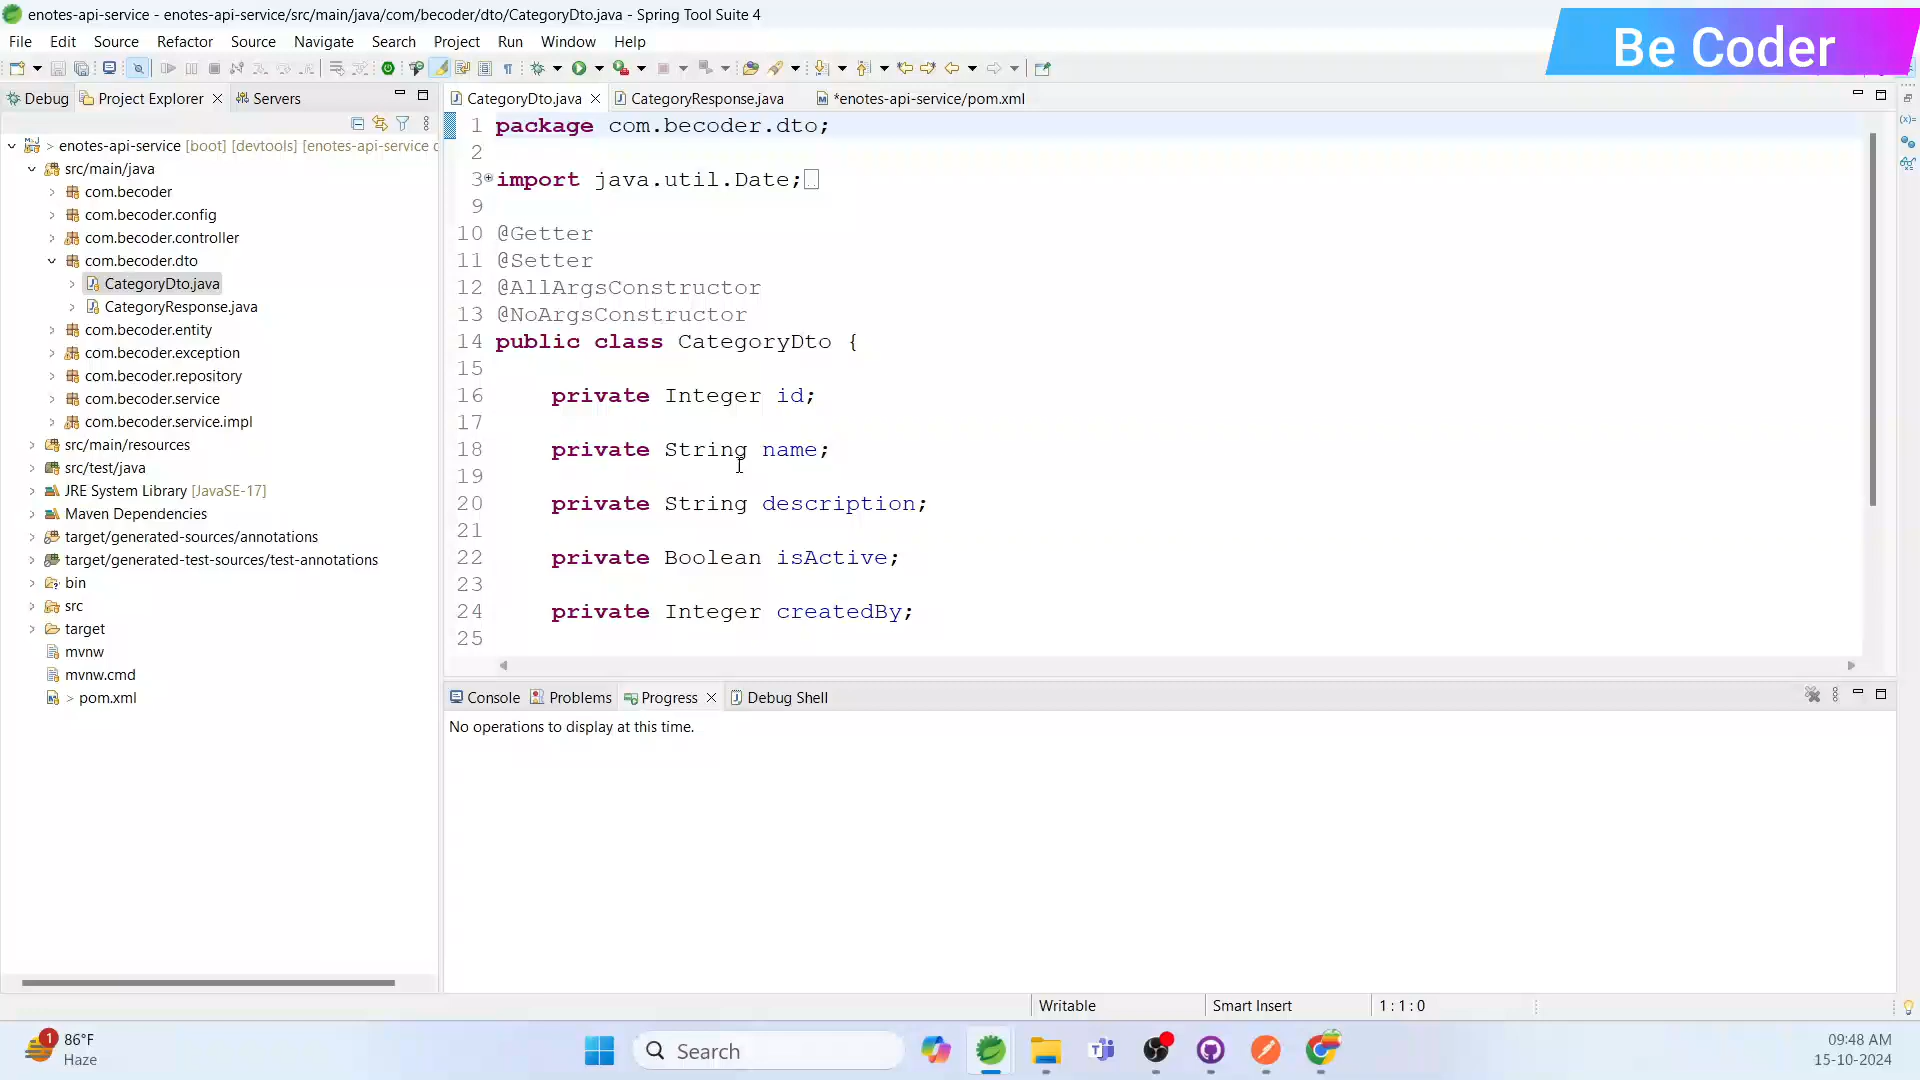 enotes-api-service - enotes-api-service/src/main/java/com/becoder/dto/CategoryDto.java - Spring Tool Suite 4
File Edit Source Refactor Source Navigate Search Project Run Window Help
Be Coder
Debug Project Explorer Servers
CategoryDto.java CategoryResponse.java *enotes-api-service/pom.xml
> enotes-api-service [boot] [devtools] [enotes-api-service
src/main/java
com.becoder
com.becoder.config
com.becoder.controller
com.becoder.dto
CategoryDto.java
CategoryResponse.java
com.becoder.entity
com.becoder.exception
com.becoder.repository
com.becoder.service
com.becoder.service.impl
src/main/resources
src/test/java
JRE System Library [JavaSE-17]
Maven Dependencies
target/generated-sources/annotations
target/generated-test-sources/test-annotations
bin
src
target
mvnw
mvnw.cmd
> pom.xml
1 package com.becoder.dto;
2
3 import java.util.Date;
9
10 @Getter
11 @Setter
12 @AllArgsConstructor
13 @NoArgsConstructor
14 public class CategoryDto {
15
16 private Integer id;
17
18 private String name;
19
20 private String description;
21
22 private Boolean isActive;
23
24 private Integer createdBy;
25
Console Problems Progress Debug Shell
No operations to display at this time.
Writable Smart Insert 1 : 1 : 0
1
86°F
Haze
Search
09:48 AM
15-10-2024